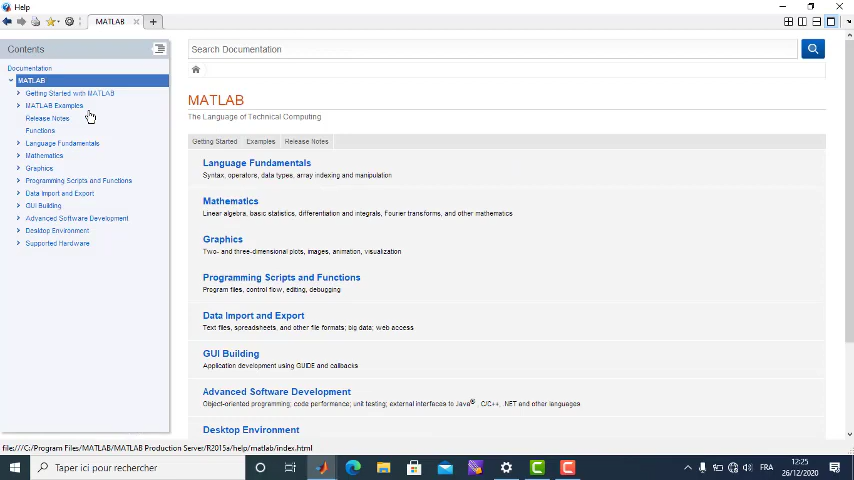 Help
MATLAB
Contents
Documentation
MATLAB
Getting Started with MATLAB
MATLAB Examples
Release Notes
Functions
Language Fundamentals
Mathematics
Graphics
Programming Scripts and Functions
Data Import and Export
GUI Building
Advanced Software Development
Desktop Environment
Supported Hardware
Search Documentation
MATLAB
The Language of Technical Computing
Getting Started Examples Release Notes
Language Fundamentals
Syntax, operators, data types, array indexing and manipulation
Mathematics
Linear algebra, basic statistics, differentiation and integrals, Fourier transforms, and other mathematics
Graphics
Two- and three-dimensional plots, images, animation, visualization
Programming Scripts and Functions
Program files, control flow, editing, debugging
Data Import and Export
Text files, spreadsheets, and other file formats; big data; web access
GUI Building
Application development using GUIDE and callbacks
Advanced Software Development
Object-oriented programming; code performance; unit testing; external interfaces to Java®, C/C++, .NET and other languages
Desktop Environment
file:///C:/Program Files/MATLAB/MATLAB Production Server/R2015a/help/matlab/index.html
Taper ici pour rechercher
FRA
12:25
26/12/2020